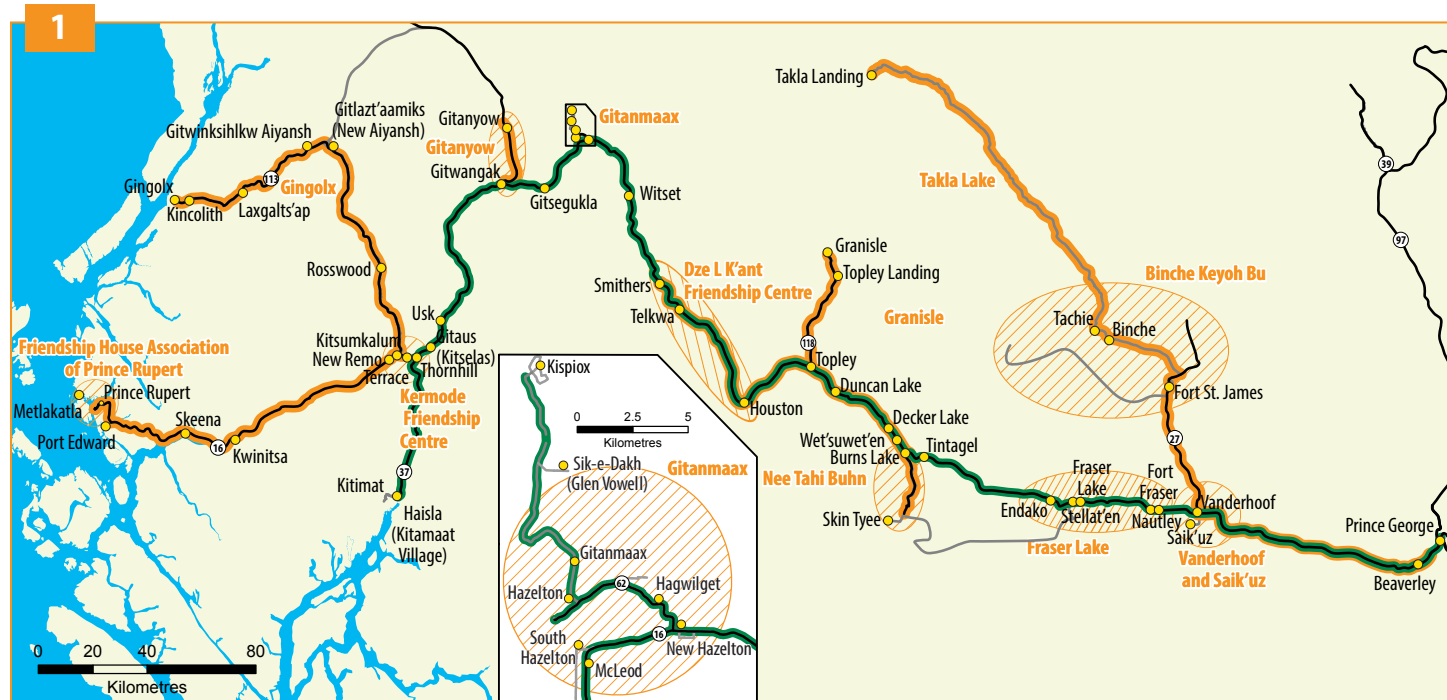 1
Takla Landing
Gitlazt'aamiks
(New Aiyansh)
Gitwinksihlkw Aiyansh
Gitanyow
Gitanmaax
Gitanyow
39
113
Gingolx
Gingolx
Kincolith
Laxgalts'ap
Gitwangak
Gitsegukla
Witset
Takla Lake
97
Rosswood
Granisle
Topley Landing
Dze L K'ant
Friendship Centre
Smithers
Telkwa
Binche Keyoh Bu
Granisle
Tachie
Binche
Usk
Gitaus
(Kitselas)
Kitsumkalum
New Remo
Terrace
Thornhill
118
Topley
Friendship House Association
of Prince Rupert
Prince Rupert
Metlakatla
Port Edward
Skeena
16
Kwinitsa
Kermode
Friendship
Centre
Duncan Lake
Houston
Fort St. James
Decker Lake
Wet'suwet'en
Burns Lake
Tintagel
27
Nee Tahi Buhn
Skin Tyee
Endako
Fraser
Lake
Stellat'en
Fort
Fraser
Nautley
Vanderhoof
Saik'uz
Fraser Lake
Vanderhoof
and Saik'uz
Prince George
Beaverley
37
Kitimat
Haisla
(Kitamaat
Village)
Kispiox
0 2.5 5
Kilometres
Sik-e-Dakh
(Glen Vowell)
Gitanmaax
Gitanmaax
62
Hagwilget
Hazelton
16
New Hazelton
South
Hazelton
McLeod
0 20 40 60 80
Kilometres